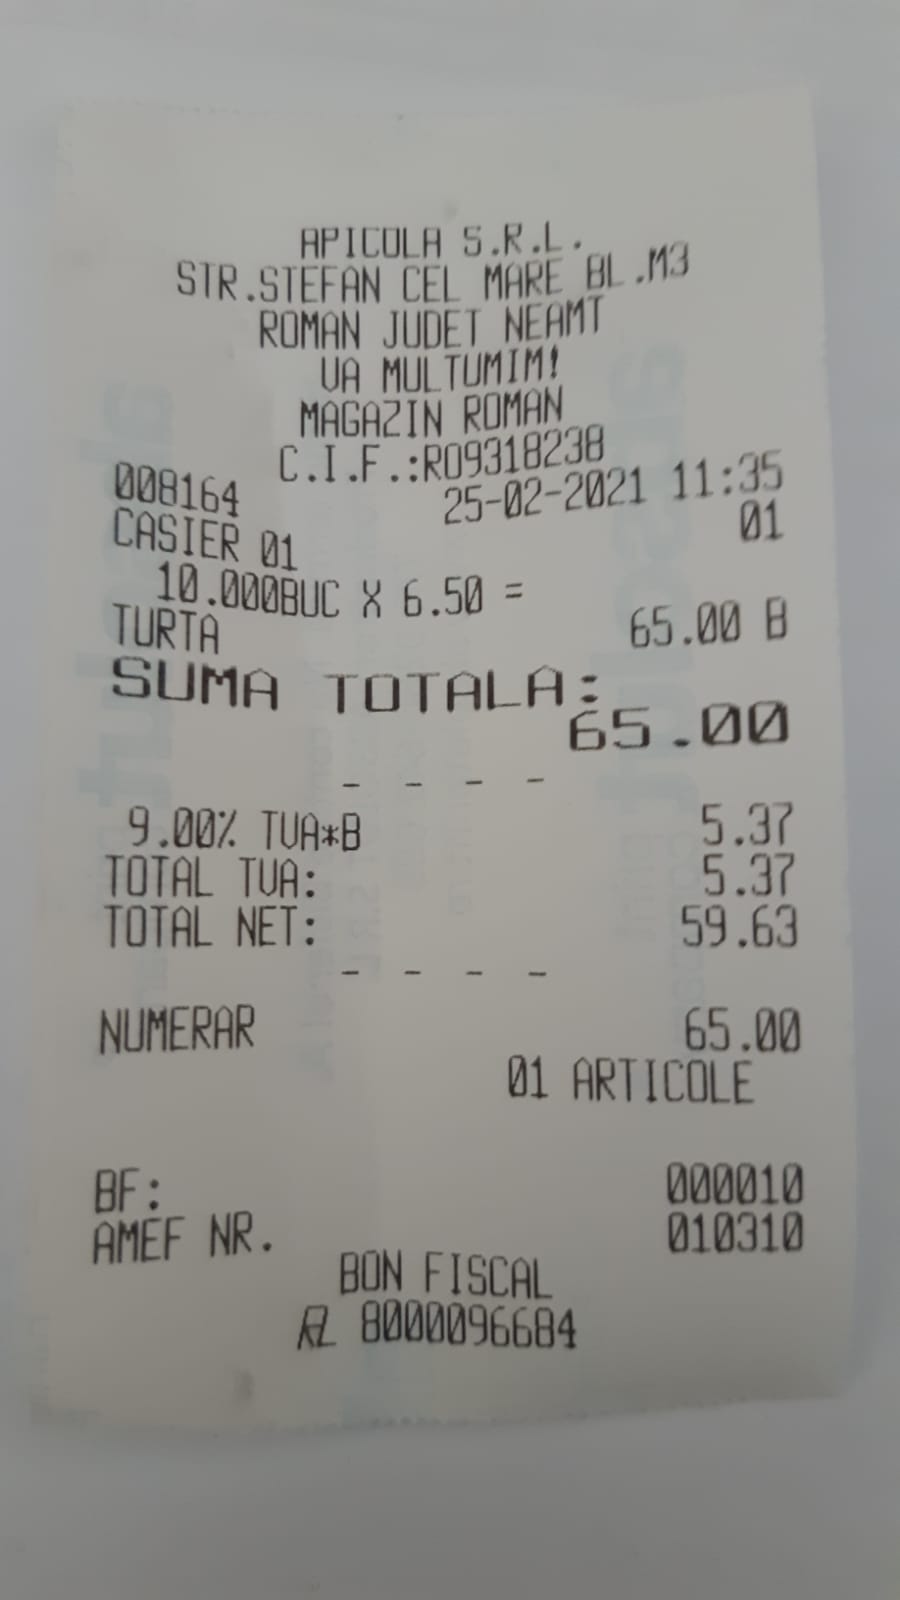 APICOLA S.R.L.
STR.STEFAN CEL MARE BL.M3
ROMAN JUDET NEAMT
VA MULTUMIM!
MAGAZIN ROMAN
C.I.F.:RO9318238
008164 25-02-2021 11:35
CASIER 01 01
10.000BUC X 6.50 =
TURTA 65.00 B
SUMA TOTALA:
65.00
- - - -
9.00% TVA*B 5.37
TOTAL TVA: 5.37
TOTAL NET: 59.63
- - - -
NUMERAR 65.00
01 ARTICOLE
BF: 000010
AMEF NR. 010310
BON FISCAL
8000096684